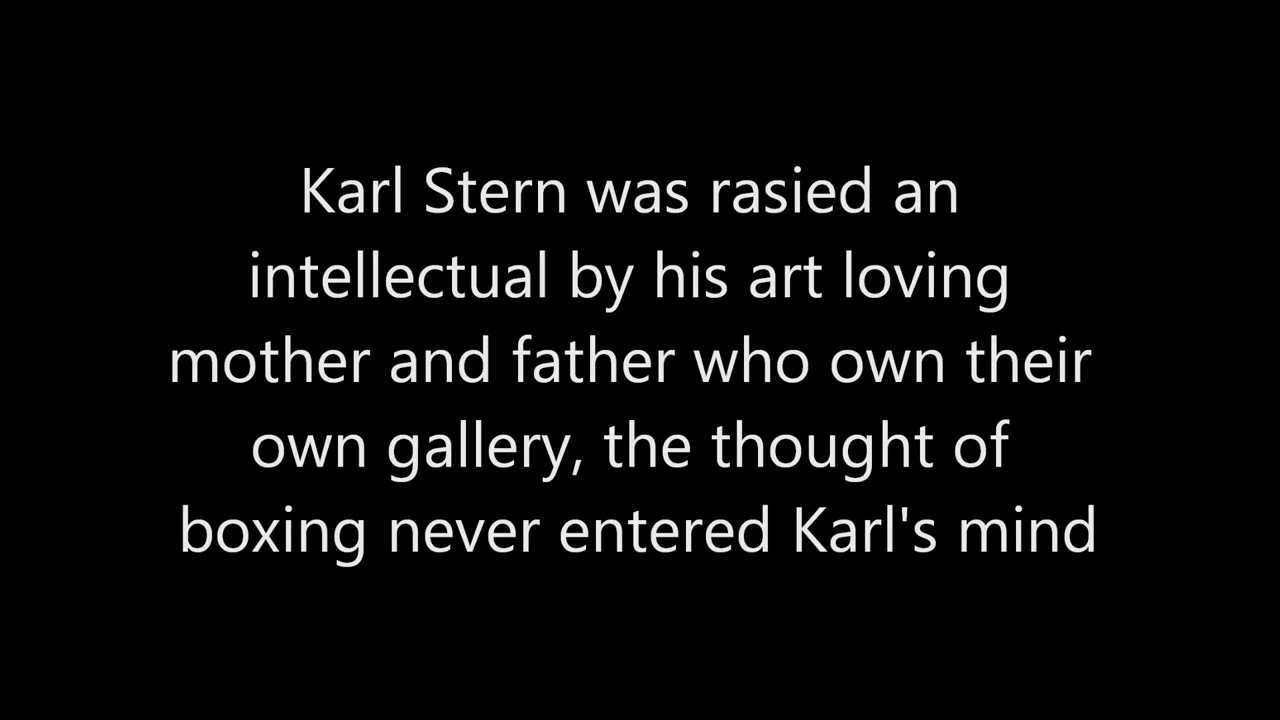 Karl Stern was rasied an
intellectual by his art loving
mother and father who own their
own gallery, the thought of
boxing never entered Karl's mind